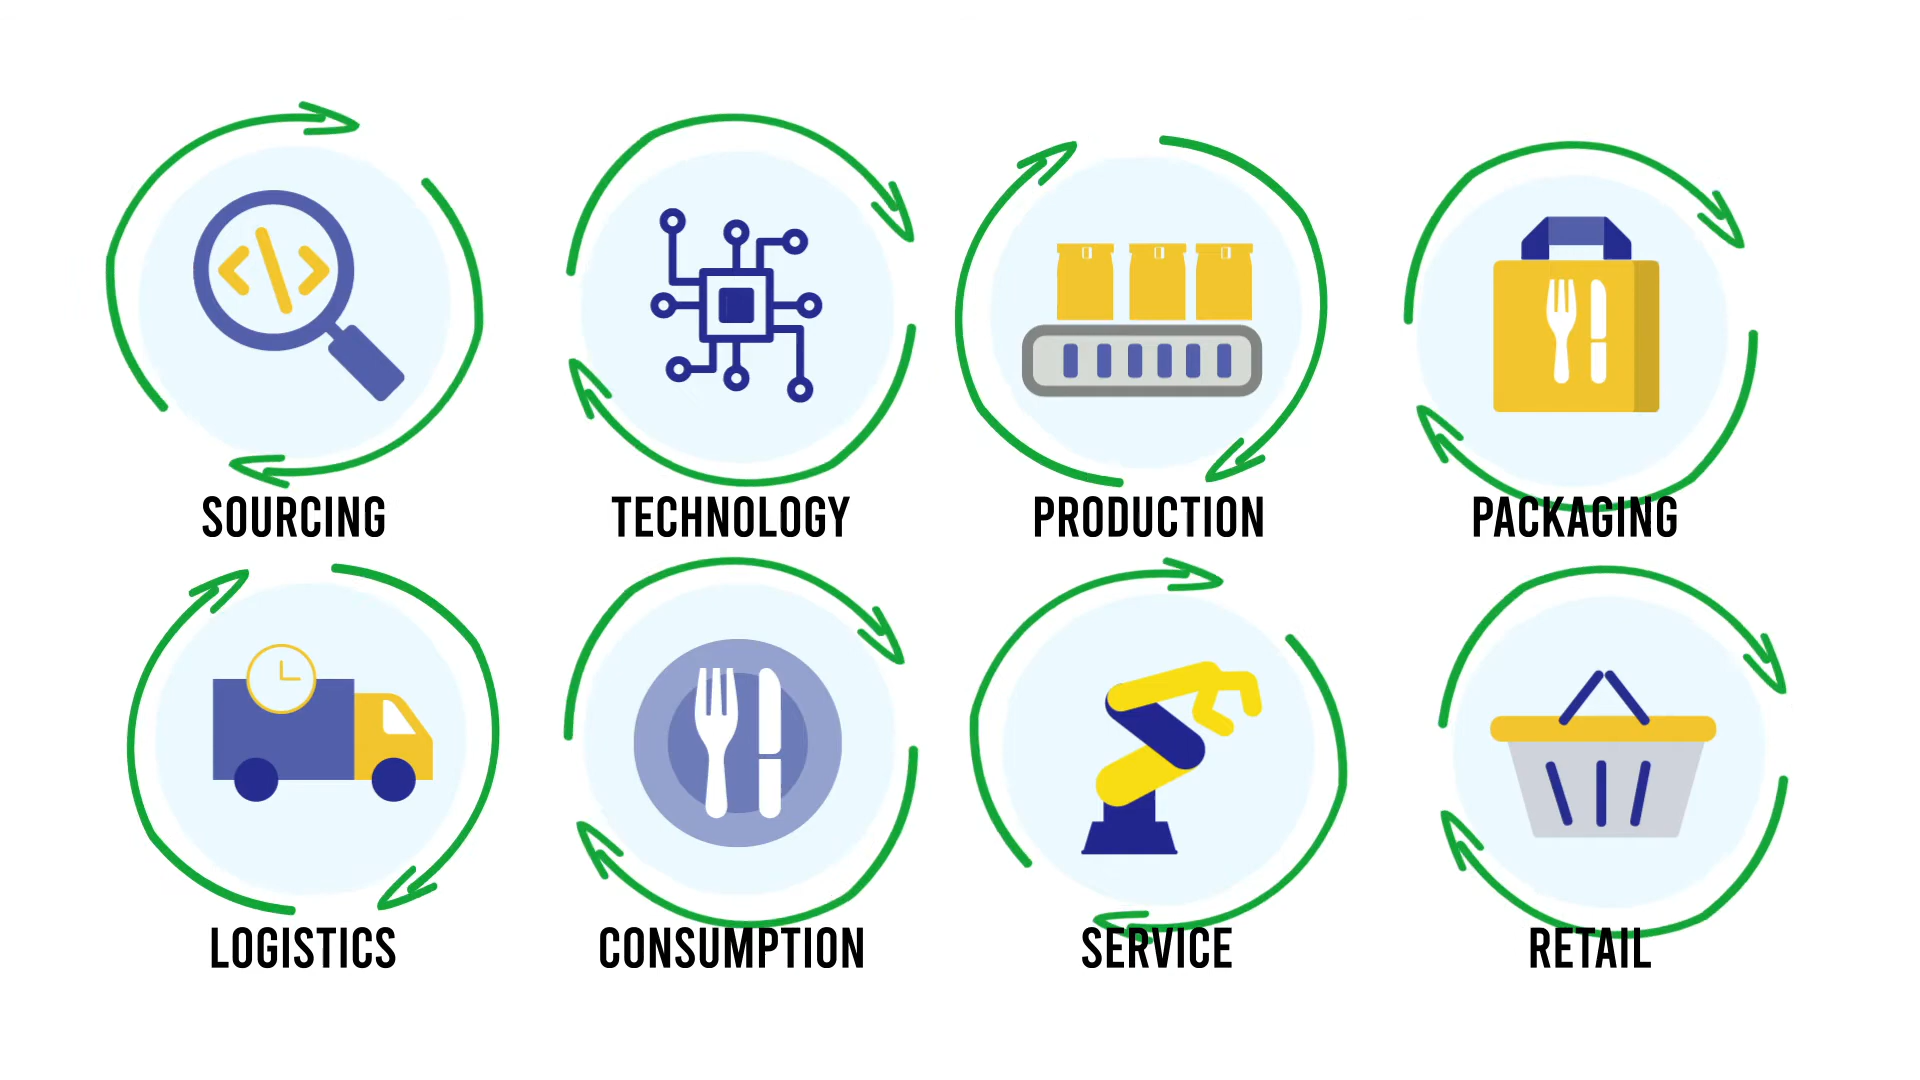 SOURCING
TECHNOLOGY
PRODUCTION
PACKAGING
LOGISTICS
CONSUMPTION
SERVICE
RETAIL